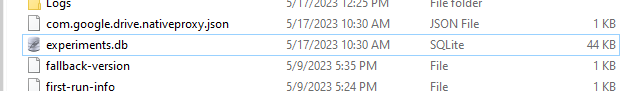 Logs 5/17/2023 12:25 PM File folder
com.google.drive.nativeproxy.json 5/17/2023 10:30 AM JSON File 1 KB
experiments.db 5/17/2023 10:30 AM SQLite 44 KB
fallback-version 5/9/2023 5:35 PM File 1 KB
first-run-info 5/9/2023 5:24 PM File 1 KB